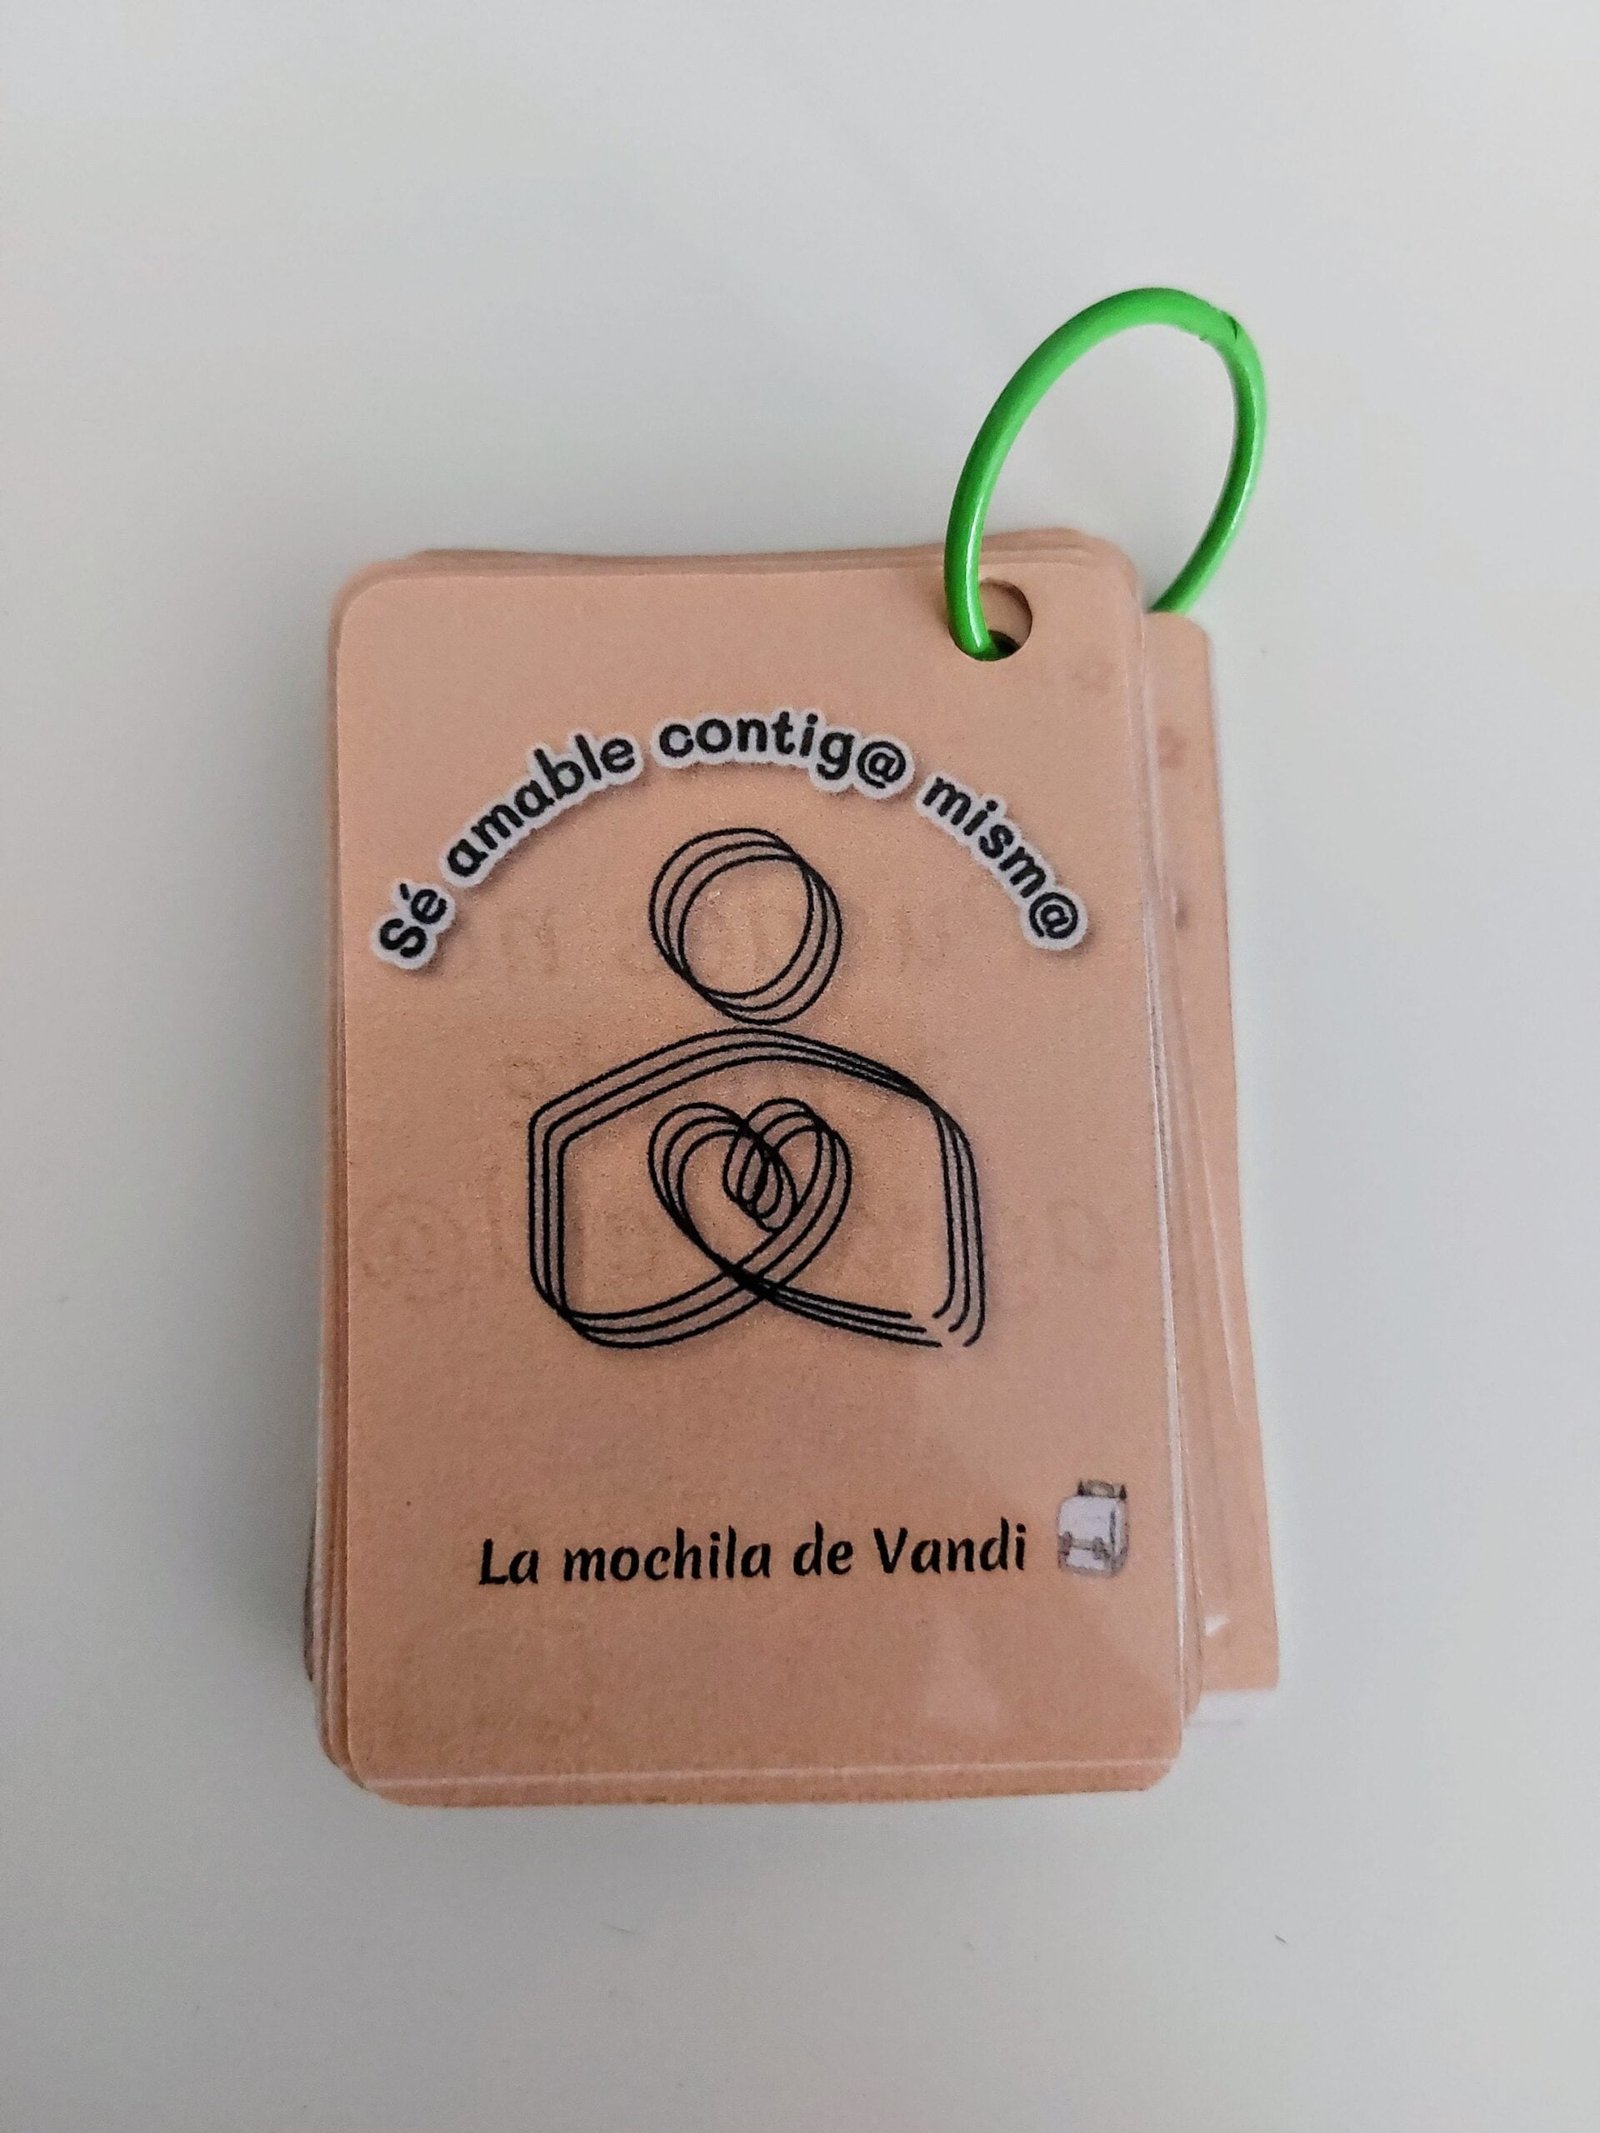 Sé amable contig@ mism@
La mochila de Vandi